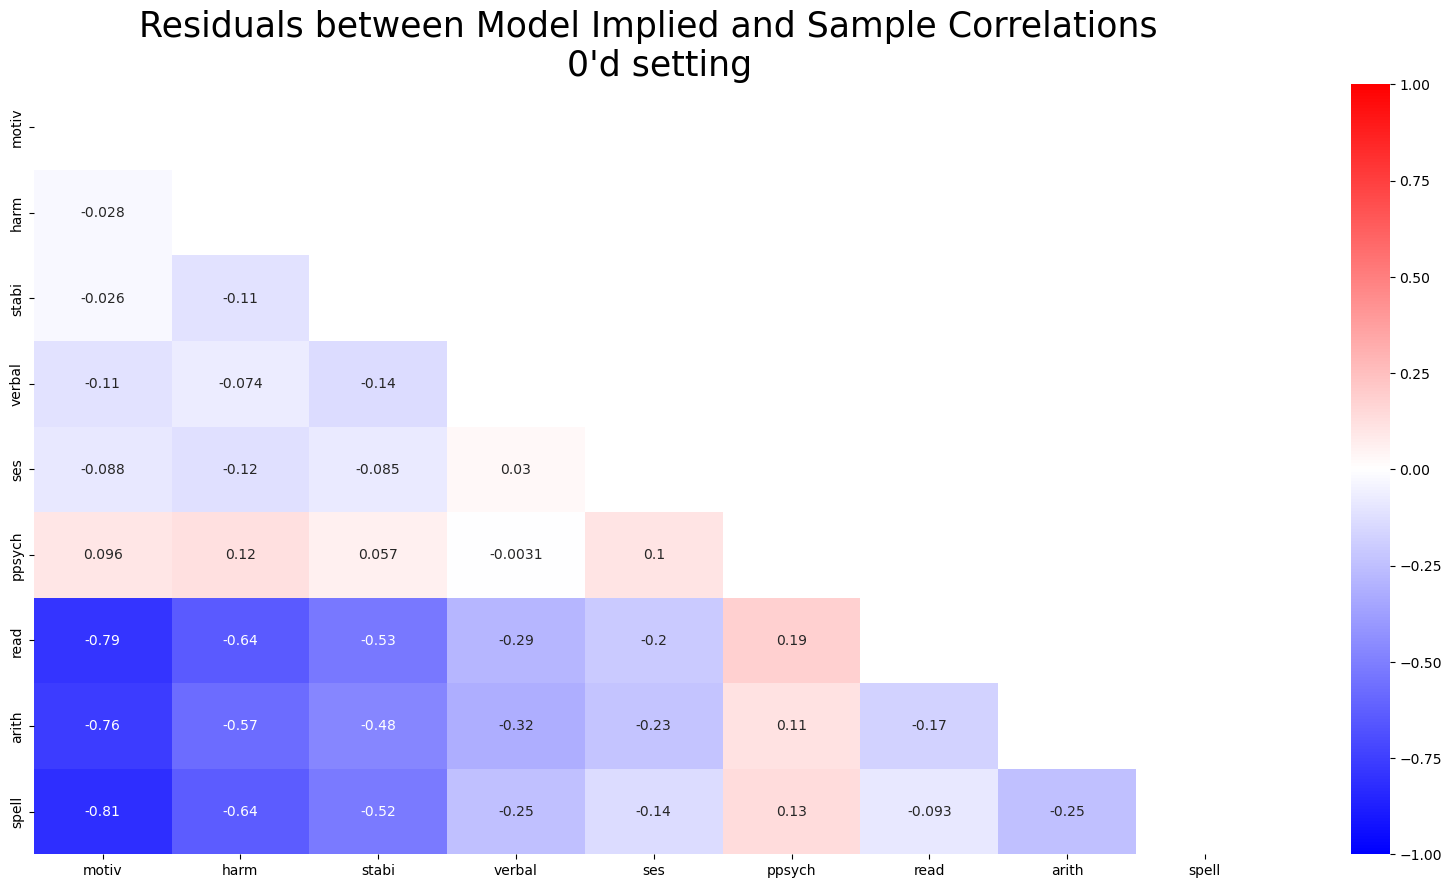 Residuals between Model Implied and Sample Correlations
0'd setting
motiv
harm -0.028
stabi -0.026 -0.11
verbal -0.11 -0.074 -0.14
ses -0.088 -0.12 -0.085 0.03
ppsych 0.096 0.12 0.057 -0.0031 0.1
read -0.79 -0.64 -0.53 -0.29 -0.2 0.19
arith -0.76 -0.57 -0.48 -0.32 -0.23 0.11 -0.17
spell -0.81 -0.64 -0.52 -0.25 -0.14 0.13 -0.093 -0.25
motiv harm stabi verbal ses ppsych read arith spell
1.00
0.75
0.50
0.25
0.00
−0.25
−0.50
−0.75
−1.00